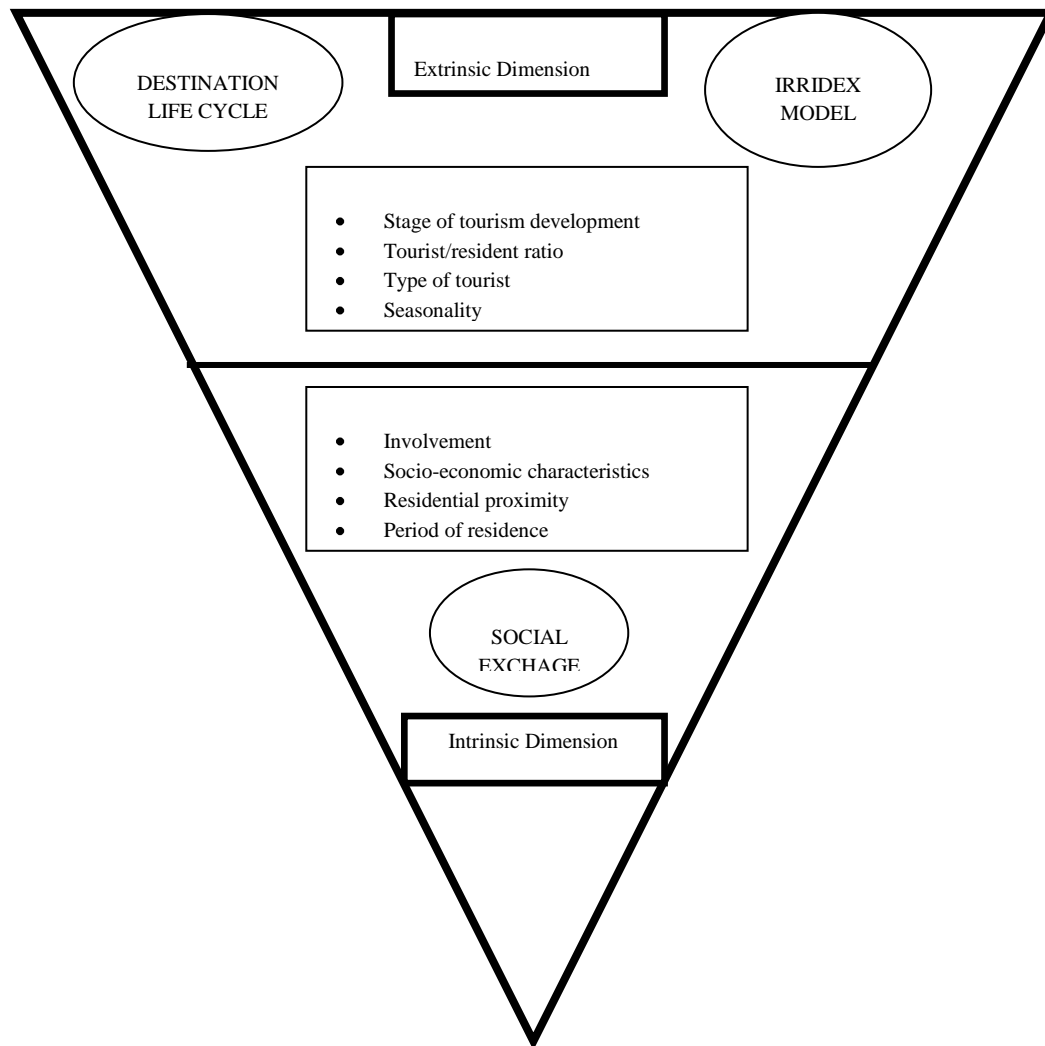 DESTINATION
LIFE CYCLE
Extrinsic Dimension
IRRIDEX
MODEL
• Stage of tourism development
• Tourist/resident ratio
• Type of tourist
• Seasonality
• Involvement
• Socio-economic characteristics
• Residential proximity
• Period of residence
SOCIAL
EXCHAGE
Intrinsic Dimension